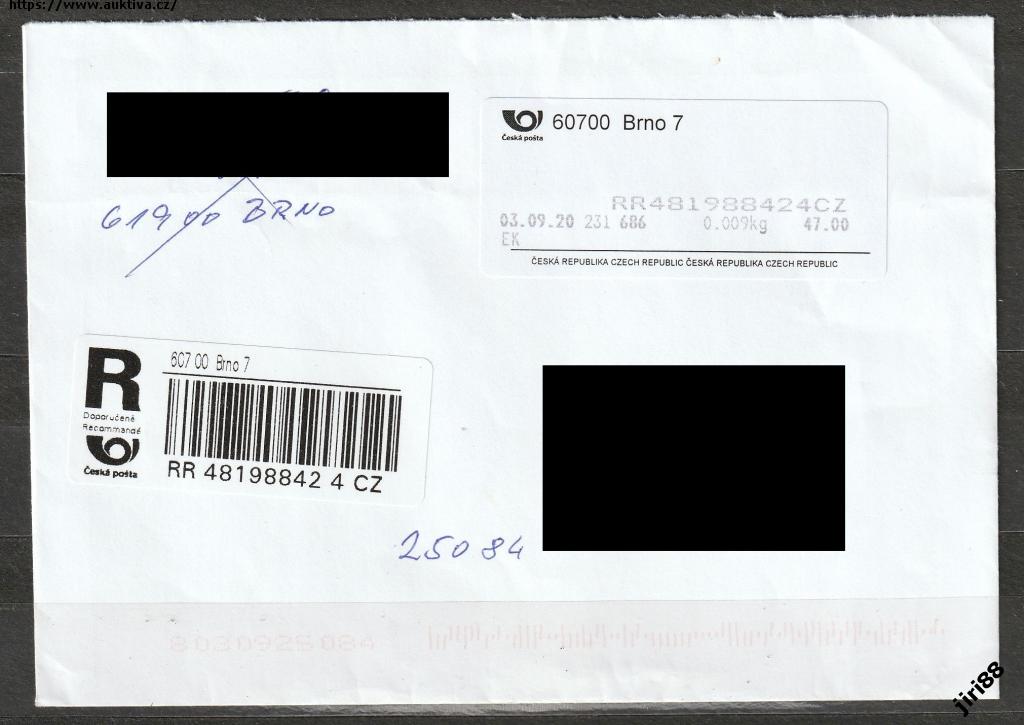 https://www.auktiva.cz/
61900 BRNO
Česká pošta
60700 Brno 7
RR481988424CZ
03.09.20 231 686 0.009kg 47.00
EK
ČESKÁ REPUBLIKA CZECH REPUBLIC ČESKÁ REPUBLIKA CZECH REPUBLIC
R
607 00 Brno 7
Doporučeně
Recommandé
Česká pošta
RR 48198842 4 CZ
25084
8030925084
jiri88